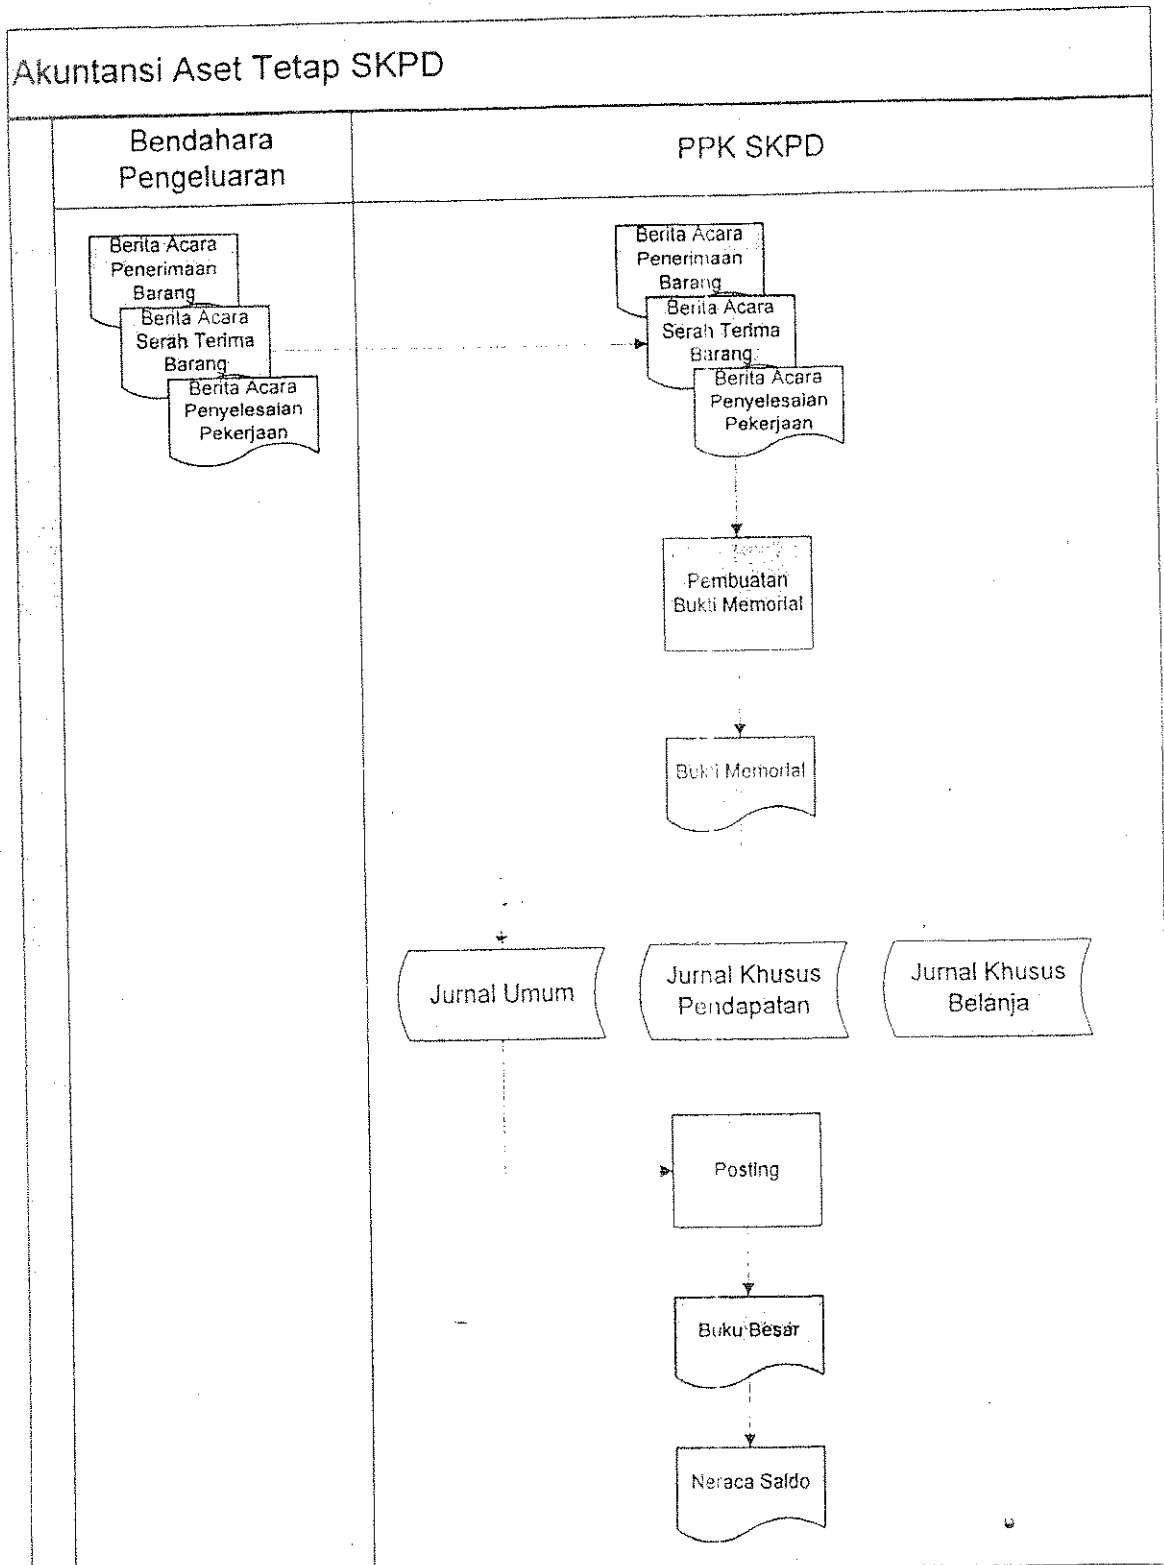 Akuntansi Aset Tetap SKPD
Bendahara
Pengeluaran
PPK SKPD
Berita Acara
Penerimaan
Barang
Berita Acara
Serah Terima
Barang
Berita Acara
Penyelesaian
Pekerjaan
Berita Acara
Penerimaan
Barang
Berita Acara
Serah Terima
Barang
Berita Acara
Penyelesaian
Pekerjaan
Pembuatan
Bukti Memorial
Bukti Memorial
Jurnal Umum
Jurnal Khusus
Pendapatan
Jurnal Khusus
Belanja
Posting
Buku Besar
Neraca Saldo